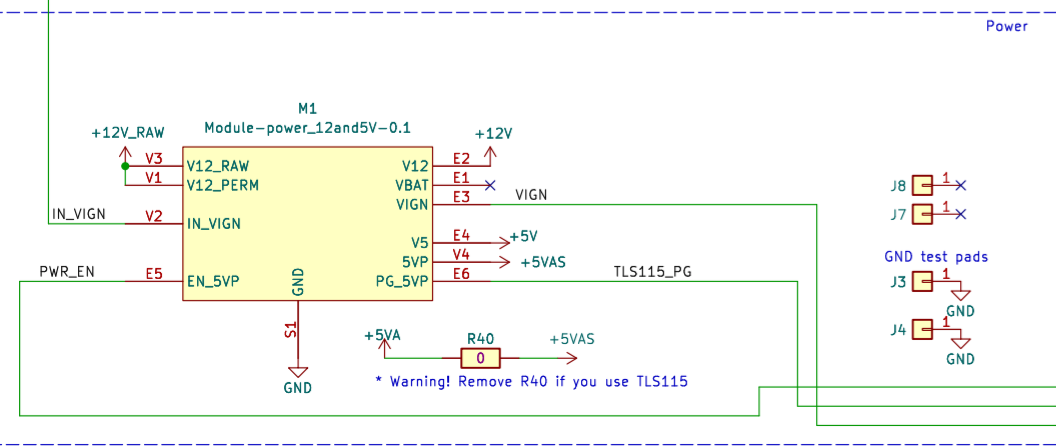 Power
M1
Module-power_12andV5-0.1
+12V_RAW
+12V
V3 V12_RAW V12 E2
V1 V12_PERM VBAT E1
VIGN E3 VIGN
IN_VIGN V2 IN_VIGN
V5 E4 +5V
5VP V4 +5VAS
PWR_EN E5 EN_5VP PG_5VP E6 TLS115_PG
GND
S1
GND
J8 1
J7 1
GND test pads
J3 1
GND
J4 1
GND
+5VA R40 +5VAS
0
* Warning! Remove R40 if you use TLS115